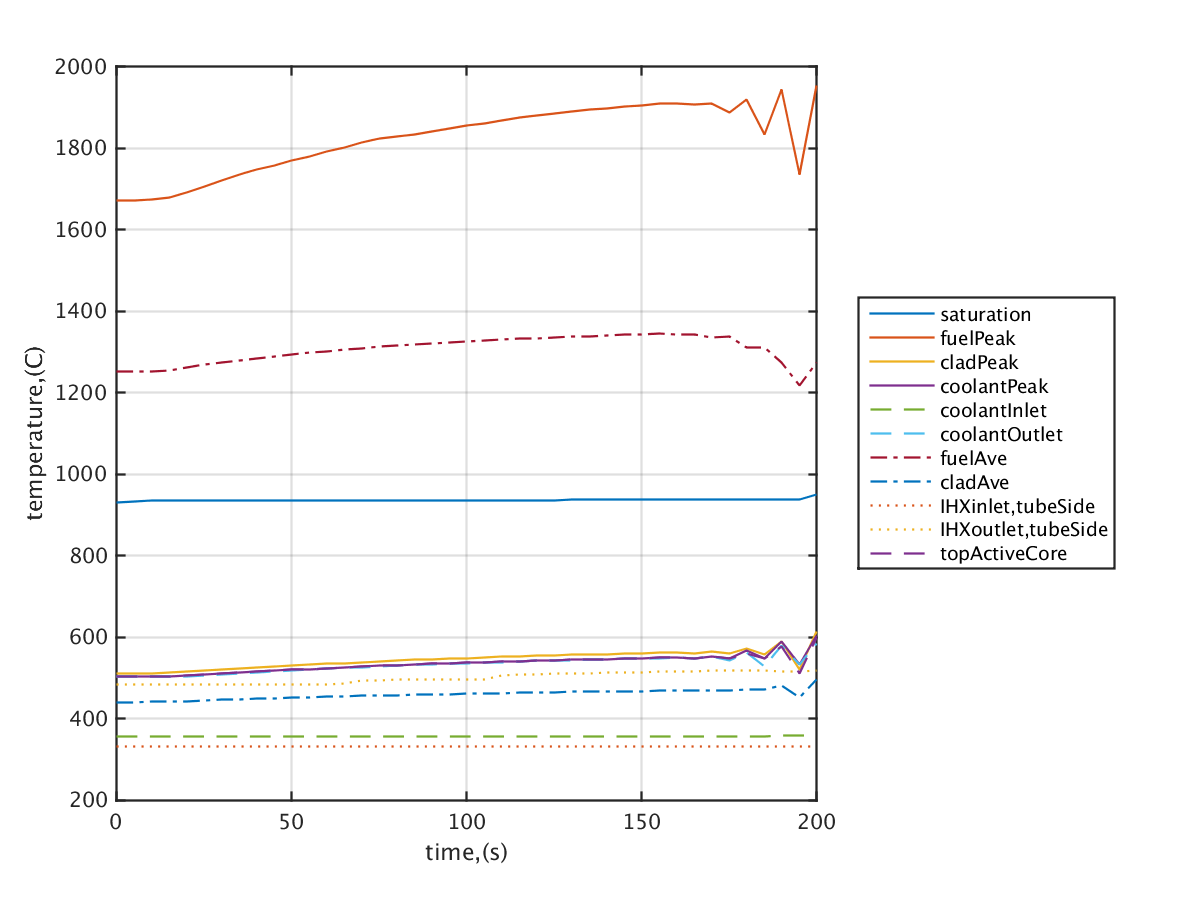 2000
1800
1600
1400
1200
1000
800
600
400
200
temperature,(C)
0 50 100 150 200
time,(s)
saturation
fuelPeak
cladPeak
coolantPeak
coolantInlet
coolantOutlet
fuelAve
cladAve
IHXinlet,tubeSide
IHXoutlet,tubeSide
topActiveCore